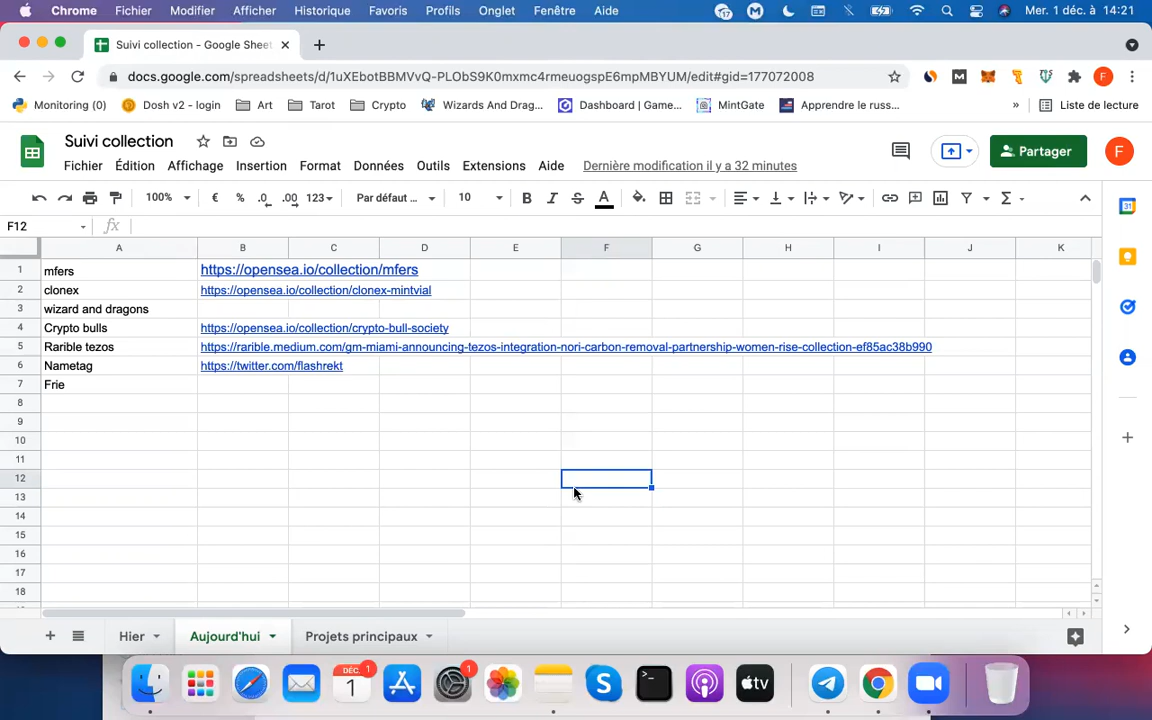 Chrome Fichier Modifier Afficher Historique Favoris Profils Onglet Fenêtre Aide 17 Mer. 1 déc. à 14:21
Suivi collection - Google Sheet
docs.google.com/spreadsheets/d/1uXEbotBBMVvQ-PLObS9K0mxmc4rmeuogspE6mpMBYUM/edit#gid=177072008 F
Monitoring (0) Dosh v2 - login Art Tarot Crypto Wizards And Drag... Dashboard | Game... MintGate Apprendre le russ... » Liste de lecture
Suivi collection
Partager F
Fichier Édition Affichage Insertion Format Données Outils Extensions Aide Dernière modification il y a 32 minutes
100% € % .0 .00 123 Par défaut ... 10 B I S A Σ
F12 fx
A B C D E F G H I J K
1 mfers https://opensea.io/collection/mfers
2 clonex https://opensea.io/collection/clonex-mintvial
3 wizard and dragons
4 Crypto bulls https://opensea.io/collection/crypto-bull-society
5 Rarible tezos https://rarible.medium.com/gm-miami-announcing-tezos-integration-nori-carbon-removal-partnership-women-rise-collection-ef85ac38b990
6 Nametag https://twitter.com/flashrekt
7 Frie
8
9
10
11
12
13
14
15
16
17
18
Hier Aujourd'hui Projets principaux
DÉC. 1 1 1 S tv